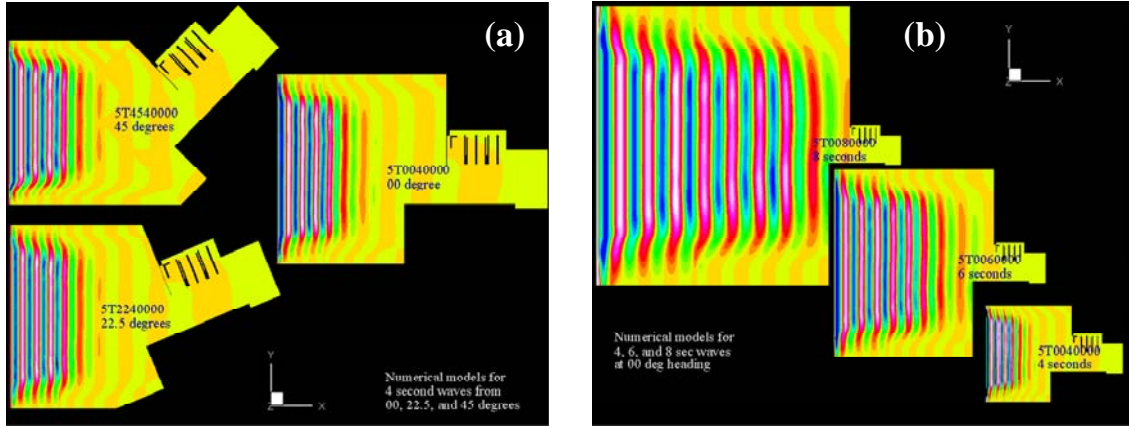 (a)
5T4540000
45 degrees
5T0040000
00 degree
5T2240000
22.5 degrees
Y
Z X
Numerical models for
4 second waves from
00, 22.5, and 45 degrees
(b)
Y
Z X
5T0080000
8 seconds
5T0060000
6 seconds
Numerical models for
4, 6, and 8 sec waves
at 00 deg heading
5T0040000
4 seconds